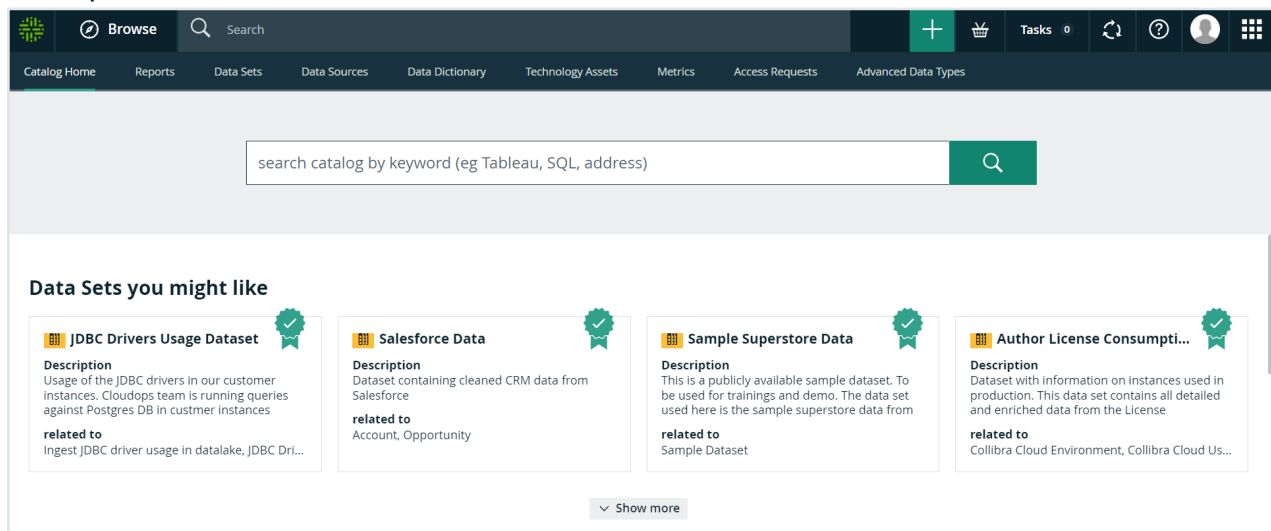 Browse
Search
Tasks 0
Catalog Home Reports Data Sets Data Sources Data Dictionary Technology Assets Metrics Access Requests Advanced Data Types
search catalog by keyword (eg Tableau, SQL, address)
Data Sets you might like
JDBC Drivers Usage Dataset
Description
Usage of the JDBC drivers in our customer
instances. Cloudops team is running queries
against Postgres DB in custmer instances
related to
Ingest JDBC driver usage in datalake, JDBC Dri...
Salesforce Data
Description
Dataset containing cleaned CRM data from
Salesforce
related to
Account, Opportunity
Sample Superstore Data
Description
This is a publicly available sample dataset. To
be used for trainings and demo. The data set
used here is the sample superstore data from
related to
Sample Dataset
Author License Consumpti...
Description
Dataset with information on instances used in
production. This data set contains all detailed
and enriched data from the License
related to
Collibra Cloud Environment, Collibra Cloud Us...
Show more